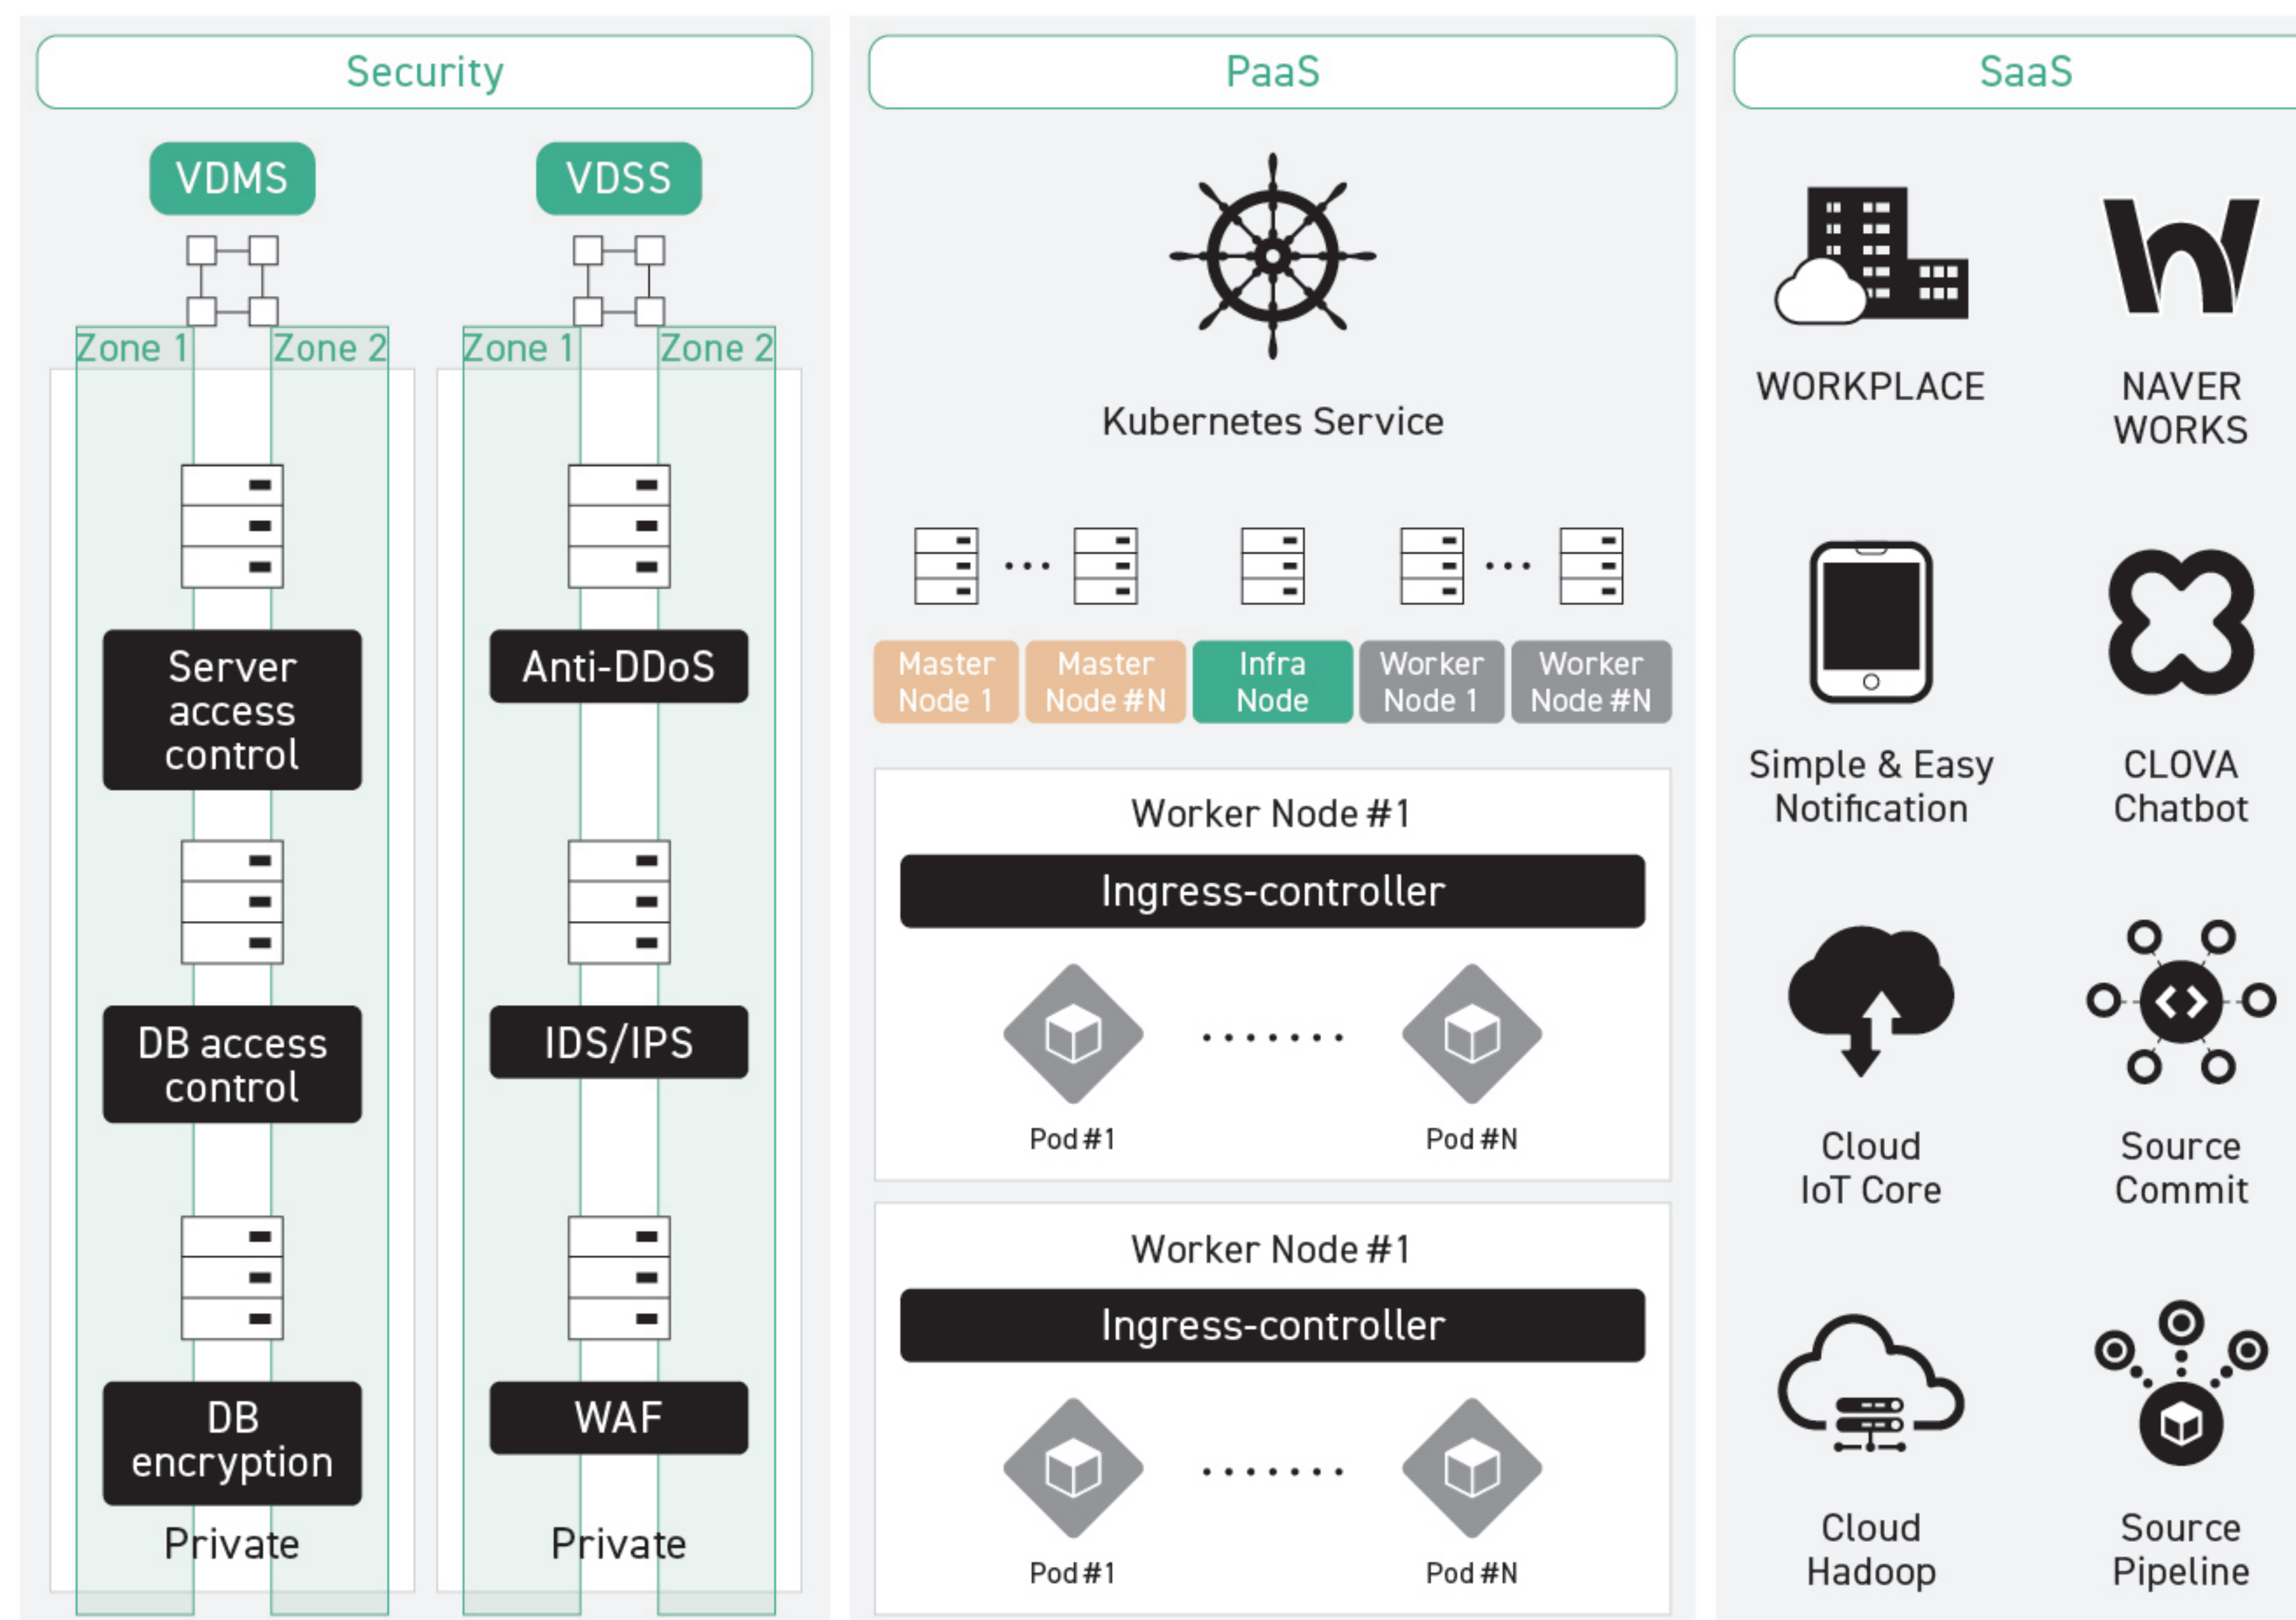 Security
VDMS
VDSS
Zone 1
Zone 2
Zone 1
Zone 2
Server
access
control
Anti-DDoS
DB access
control
IDS/IPS
DB
encryption
WAF
Private
Private
PaaS
Kubernetes Service
Master
Node 1
Master
Node #N
Infra
Node
Worker
Node 1
Worker
Node #N
Worker Node #1
Ingress-controller
Pod #1
Pod #N
Worker Node #1
Ingress-controller
Pod #1
Pod #N
SaaS
WORKPLACE
NAVER
WORKS
Simple & Easy
Notification
CLOVA
Chatbot
Cloud
IoT Core
Source
Commit
Cloud
Hadoop
Source
Pipeline